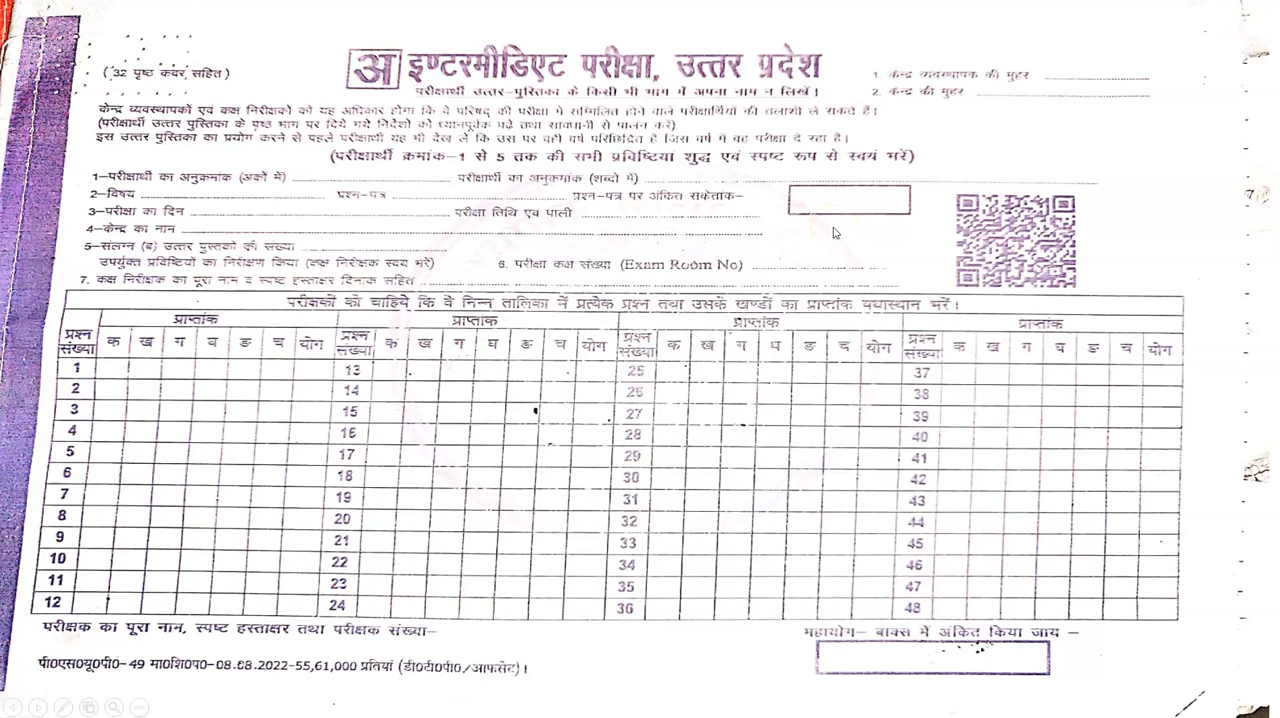 ( 32 पृष्ठ कवर, सहित )
अ इण्टरमीडिएट परीक्षा, उत्तर प्रदेश
परीक्षार्थी उत्तर-पुस्तिका के किसी भी भाग में अपना नाम न लिखें।
1. केन्द्र व्यवस्थापक की मुहर
2. केन्द्र की मुहर
केन्द्र व्यवस्थापकों एवं कक्ष निरीक्षकों को यह अधिकार होगा कि वे परिषद् की परीक्षा में सम्मिलित होने वाले परीक्षार्थियों की तलाशी ले सकते हैं।
(परीक्षार्थी उत्तर पुस्तिका के पृष्ठ भाग पर दिये गये निर्देशों को ध्यानपूर्वक पढ़ें तथा सावधानी से पालन करें)
इस उत्तर पुस्तिका का प्रयोग करने से पहले परीक्षार्थी यह भी देख ले कि उस पर वही वर्ष परिछिद्रित है जिस वर्ष में वह परीक्षा दे रहा है।
(परीक्षार्थी क्रमांक-1 से 5 तक की सभी प्रविष्टिया शुद्ध एवं स्पष्ट रूप से स्वयं भरें)
1-परीक्षार्थी का अनुक्रमांक (अकों में) परीक्षार्थी का अनुकमांक (शब्दो में)
2-विषय प्रश्न-पत्र प्रश्न-पत्र पर अंकित सकेताक-
3-परीक्षा का दिन परीक्षा तिथि एवं पाली
4-केन्द्र का नाम
5-संलग्न (ब) उत्तर पुस्तकों की संख्या
उपर्युक्त प्रविष्टियों का निरीक्षण किया (कक्ष निरीक्षक स्वयं भरें) 6. परीक्षा कक्ष संख्या (Exam Room No)
7. कक्ष निरीक्षक का पूरा नाम व स्पष्ट हस्ताक्षर दिनाक सहित
परीक्षकों को चाहिये कि वे निम्न तालिका में प्रत्येक प्रश्न तथा उसके खण्डों का प्राप्तांक यथास्थान भरें।
प्रश्न संख्या प्राप्तांक प्रश्न संख्या प्राप्तांक प्रश्न संख्या प्राप्तांक प्रश्न संख्या प्राप्तांक
क ख ग घ ङ च योग क ख ग घ ङ च योग क ख ग घ ङ च योग क ख ग घ ङ च योग
1 13 25 37
2 14 26 38
3 15 27 39
4 16 28 40
5 17 29 41
6 18 30 42
7 19 31 43
8 20 32 44
9 21 33 45
10 22 34 46
11 23 35 47
12 24 36 48
परीक्षक का पूरा नाम, स्पष्ट हस्ताक्षर तथा परीक्षक संख्या-
महायोग- बाक्स में अंकित किया जाय -
पी0एस0यू0पी0- 49 मा0शि0प0- 08.08.2022-55,61,000 प्रतियां (डी0टी0पी0/आफसेट)।